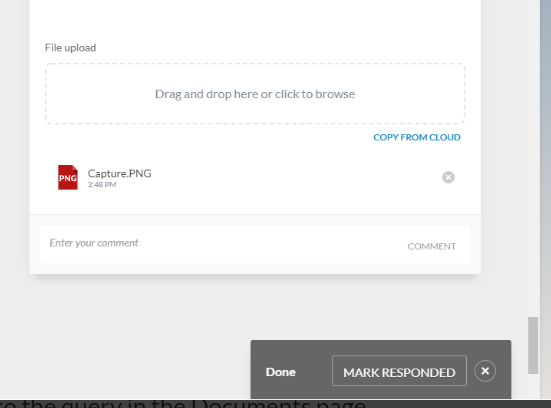 File upload
Drag and drop here or click to browse
COPY FROM CLOUD
PNG
Capture.PNG
2:48 PM
Enter your comment
COMMENT
Done
MARK RESPONDED
the query in the Documents page